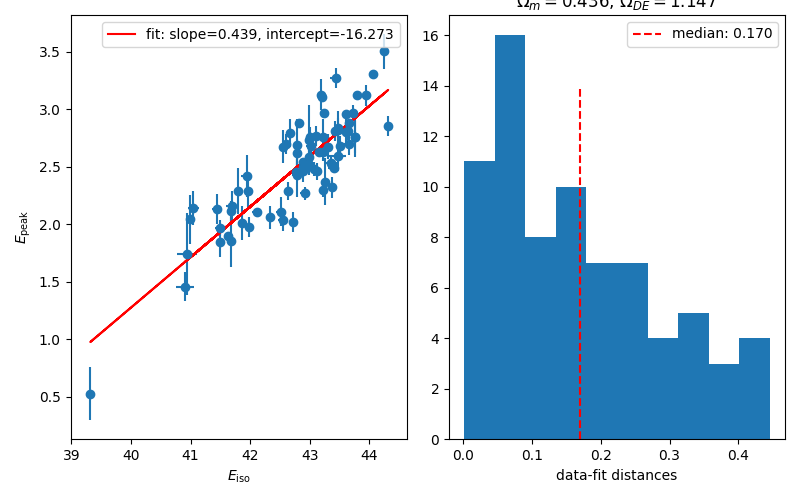 Ω_m = 0.436, Ω_DE = 1.147
fit: slope=0.439, intercept=-16.273
median: 0.170
3.5
3.0
2.5
2.0
1.5
1.0
0.5
E_peak
39 40 41 42 43 44
E_iso
16
14
12
10
8
6
4
2
0
0.0 0.1 0.2 0.3 0.4
data-fit distances